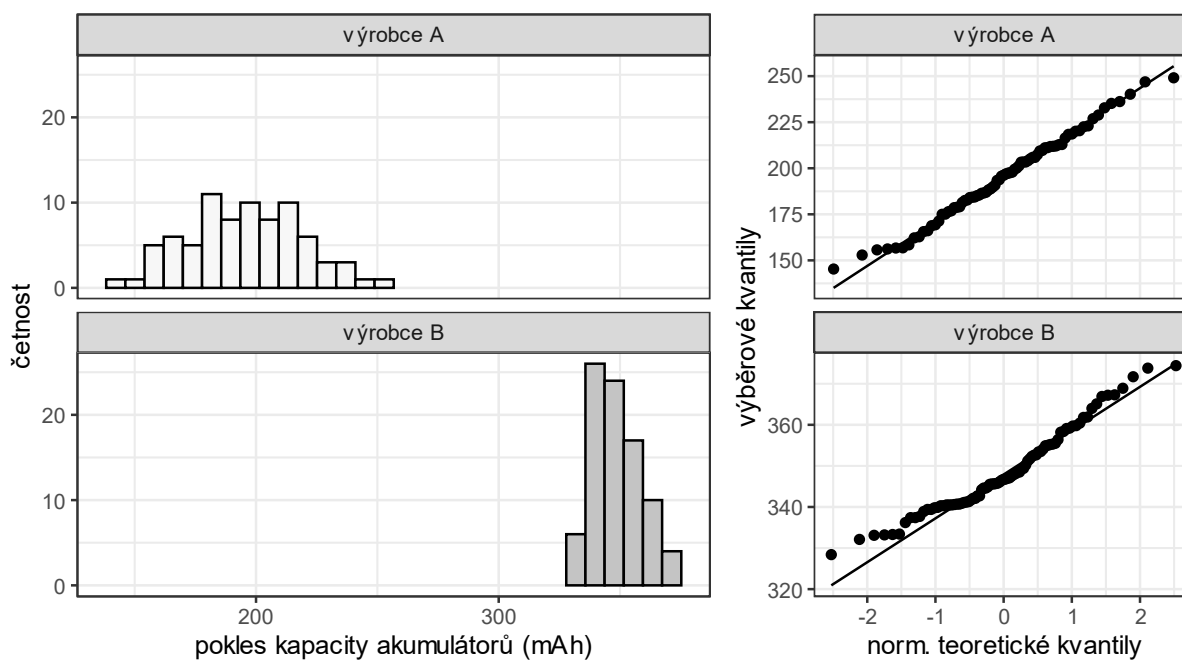 výrobce A
20
10
0
četnost
výrobce B
20
10
0
200
300
pokles kapacity akumulátorů (mAh)
výrobce A
250
225
200
175
150
výběrové kvantily
výrobce B
360
340
320
-2
-1
0
1
2
norm. teoretické kvantily